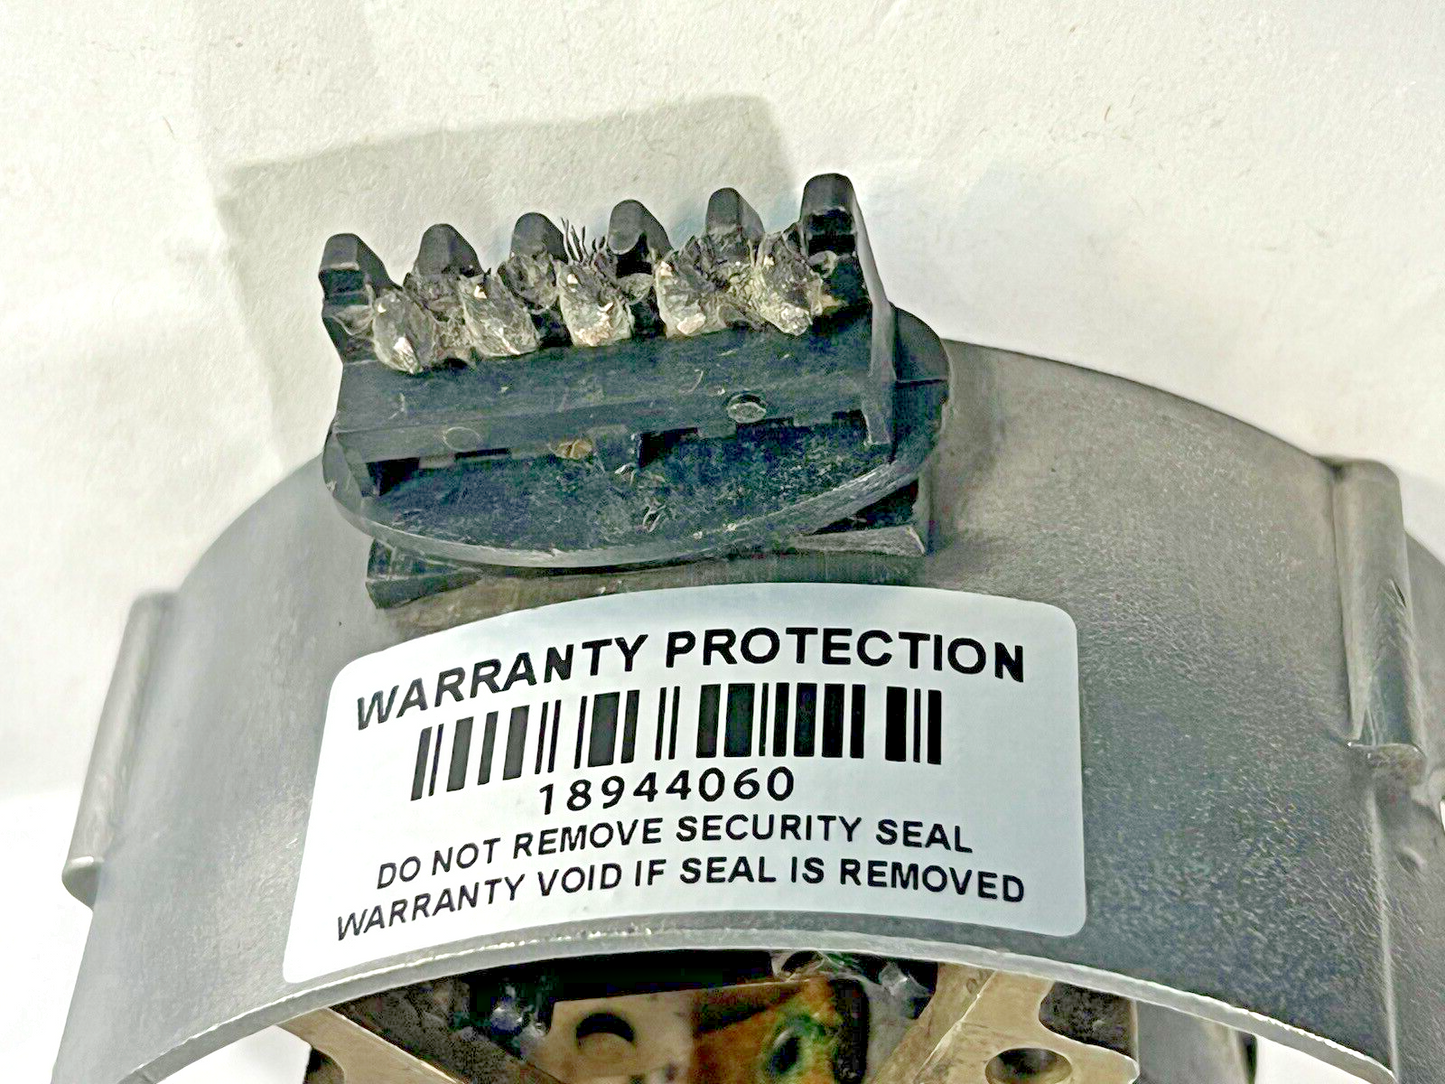 WARRANTY PROTECTION
18944060
DO NOT REMOVE SECURITY SEAL
WARRANTY VOID IF SEAL IS REMOVED